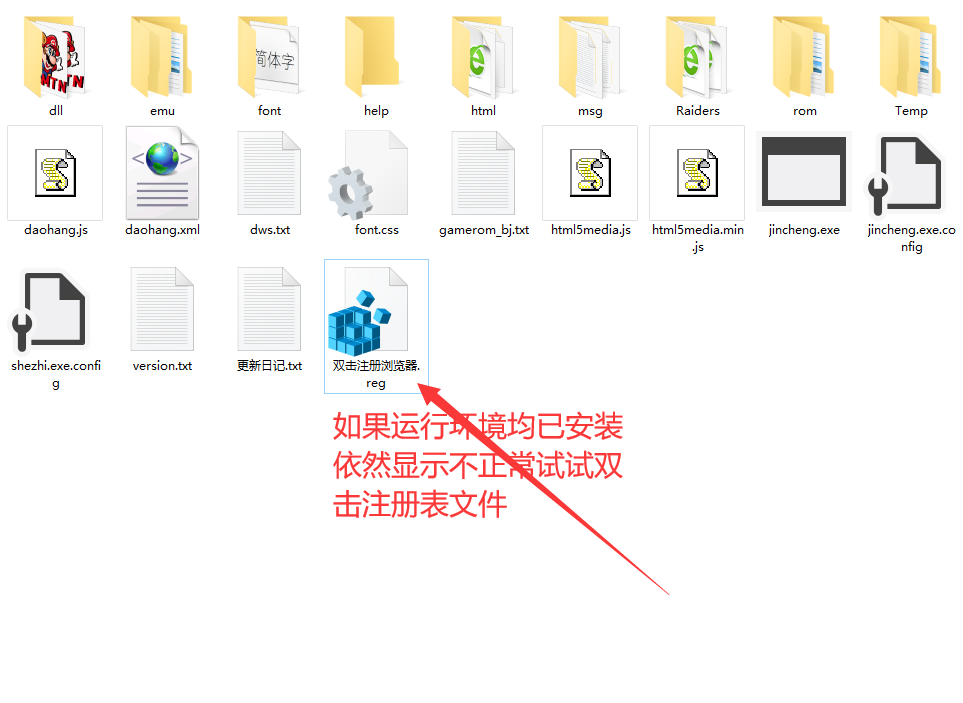 简体字
dll
emu
font
help
html
msg
Raiders
rom
Temp
daohang.js
daohang.xml
dws.txt
font.css
gamerom_bj.txt
html5media.js
html5media.min
.js
jincheng.exe
jincheng.exe.co
nfig
shezhi.exe.confi
g
version.txt
更新日记.txt
双击注册浏览器.
reg
如果运行环境均已安装
依然显示不正常试试双
击注册表文件